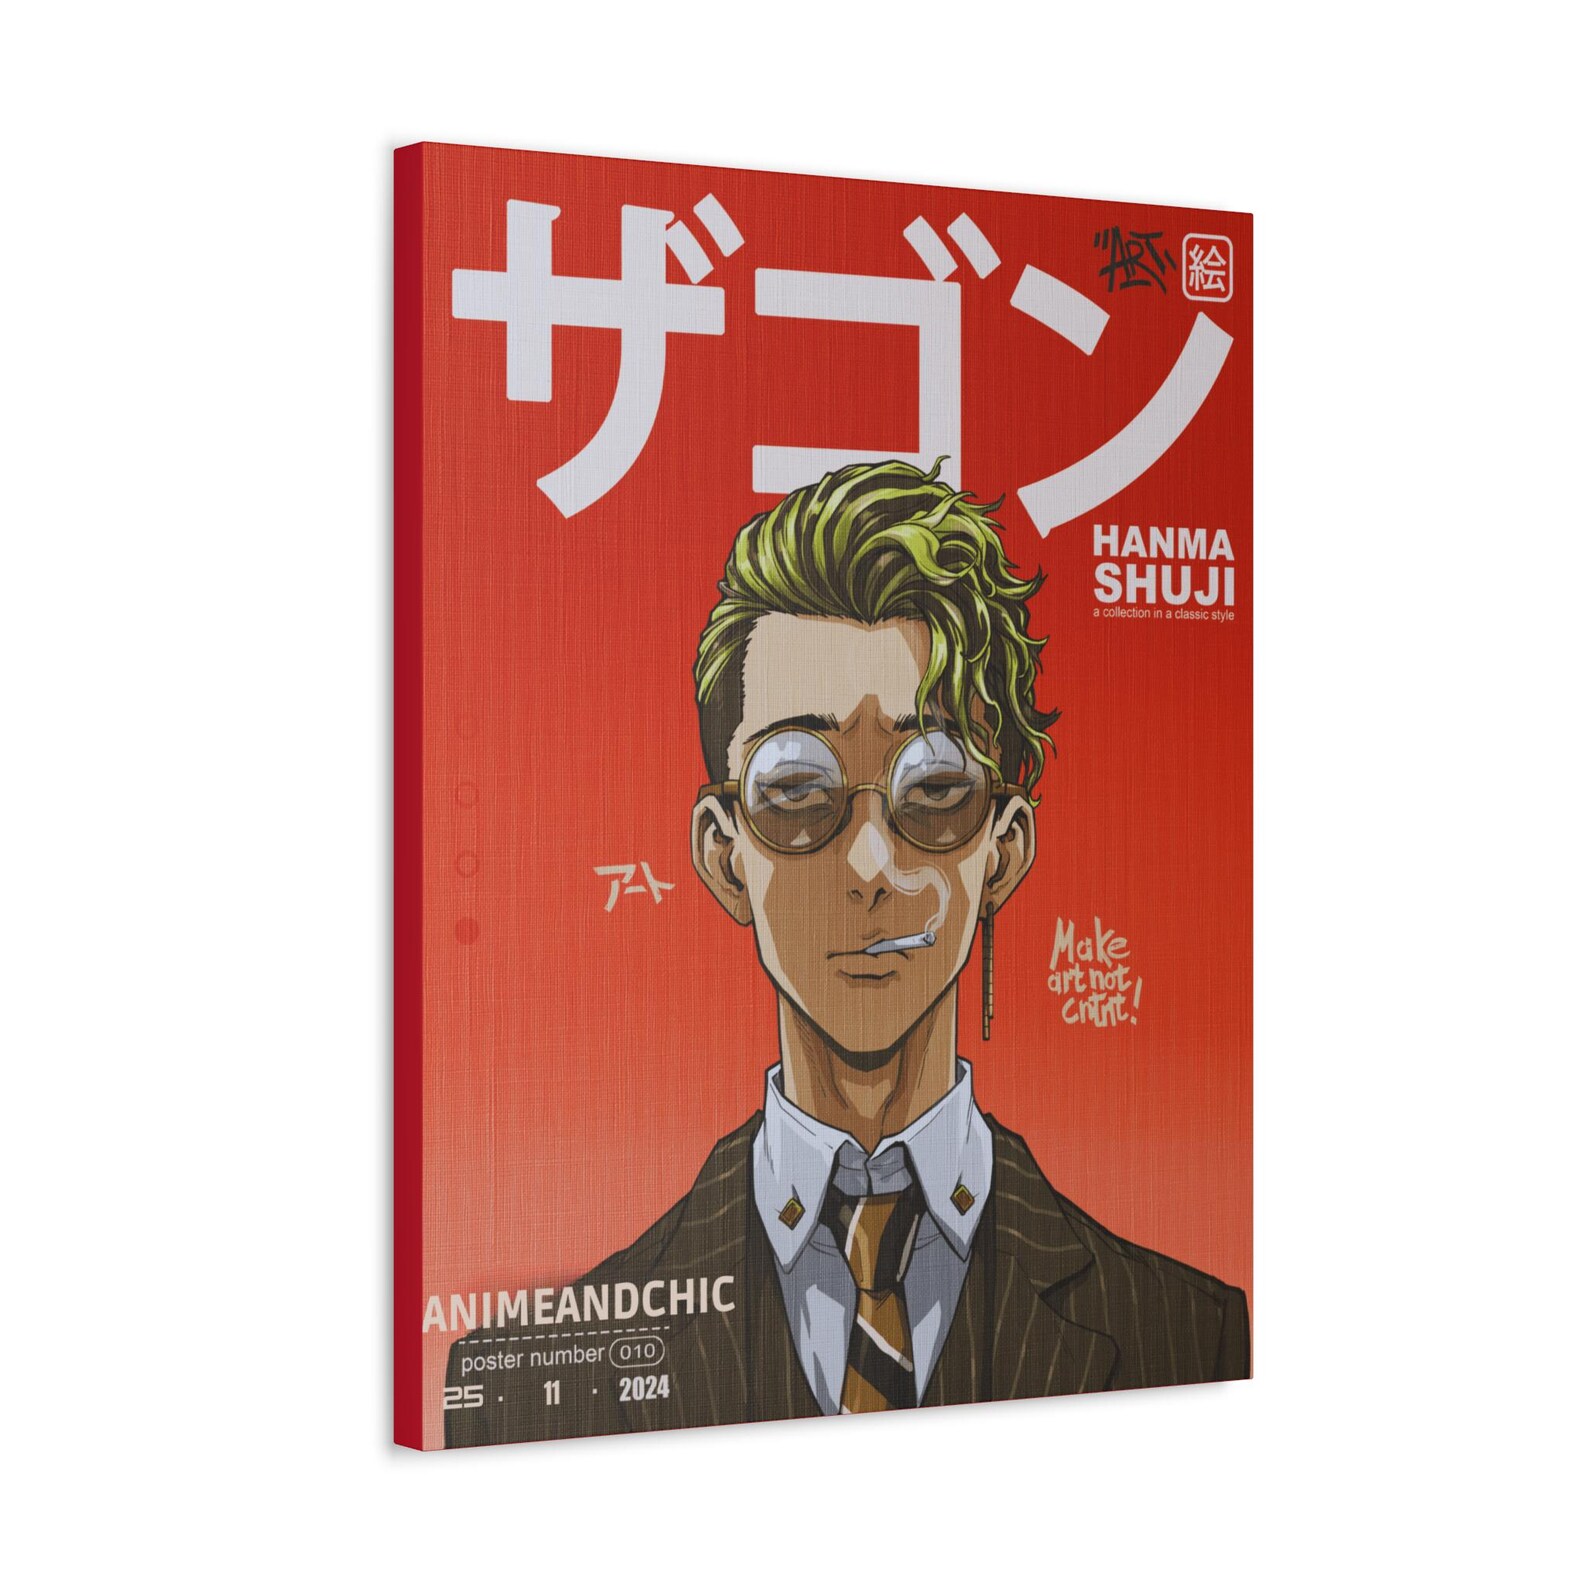 ザゴン
"ART"
絵
HANMA
SHUJI
a collection in a classic style
アート
Make
art not
cntnt!
ANIMEANDCHIC
poster number 010
25 · 11 · 2024